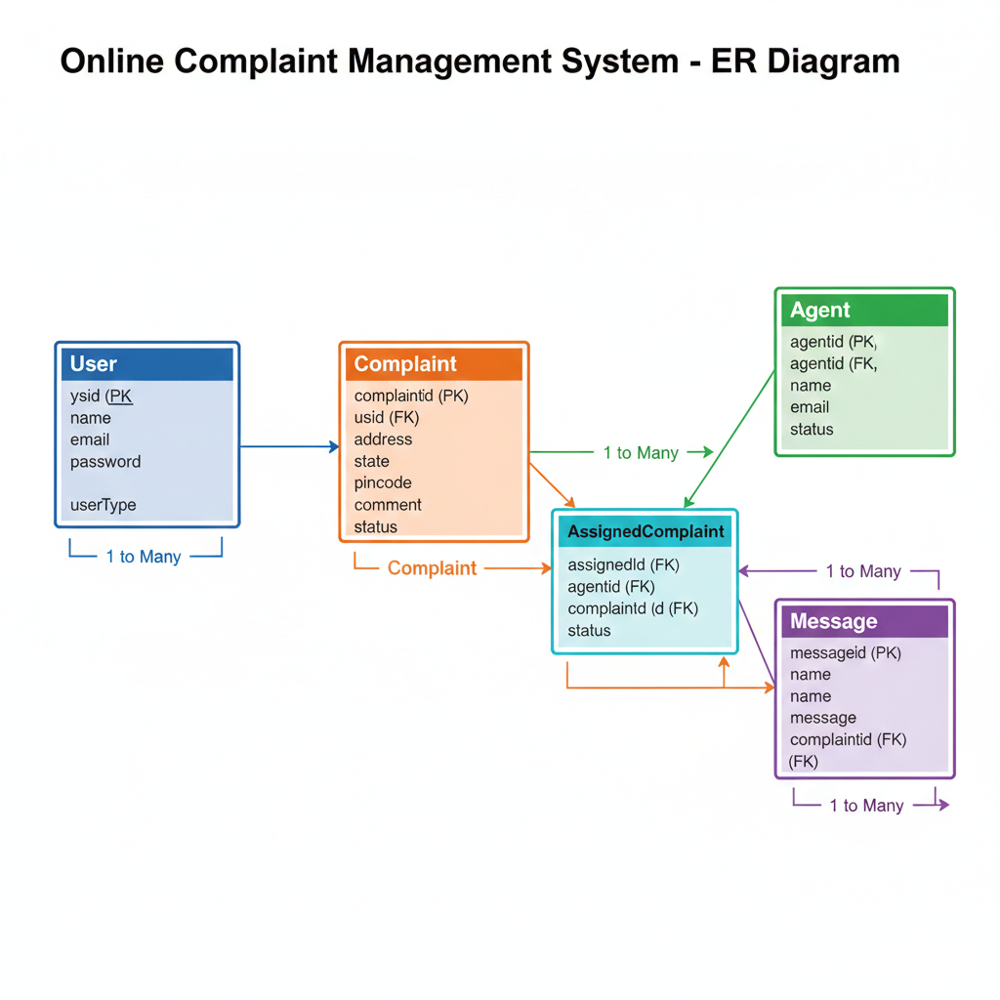 Online Complaint Management System - ER Diagram
User
ysid (PK
name
email
password
userType
1 to Many
Complaint
complaintid (PK)
usid (FK)
address
state
pincode
comment
status
Complaint
1 to Many
Agent
agentid (PK,
agentid (FK,
name
email
status
AssignedComplaint
assignedId (FK)
agentid (FK)
complaintd (d (FK)
status
1 to Many
Message
messageid (PK)
name
name
message
complaintid (FK)
(FK)
1 to Many